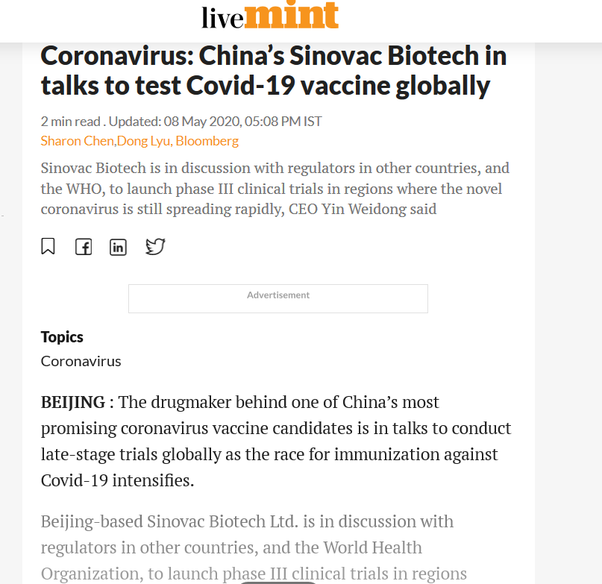 livemint
Coronavirus: China's Sinovac Biotech in
talks to test Covid-19 vaccine globally
2 min read . Updated: 08 May 2020, 05:08 PM IST
Sharon Chen,Dong Lyu, Bloomberg
Sinovac Biotech is in discussion with regulators in other countries, and
the WHO, to launch phase III clinical trials in regions where the novel
coronavirus is still spreading rapidly, CEO Yin Weidong said
Advertisement
Topics
Coronavirus
BEIJING : The drugmaker behind one of China's most
promising coronavirus vaccine candidates is in talks to conduct
late-stage trials globally as the race for immunization against
Covid-19 intensifies.
Beijing-based Sinovac Biotech Ltd. is in discussion with
regulators in other countries, and the World Health
Organization, to launch phase III clinical trials in regions